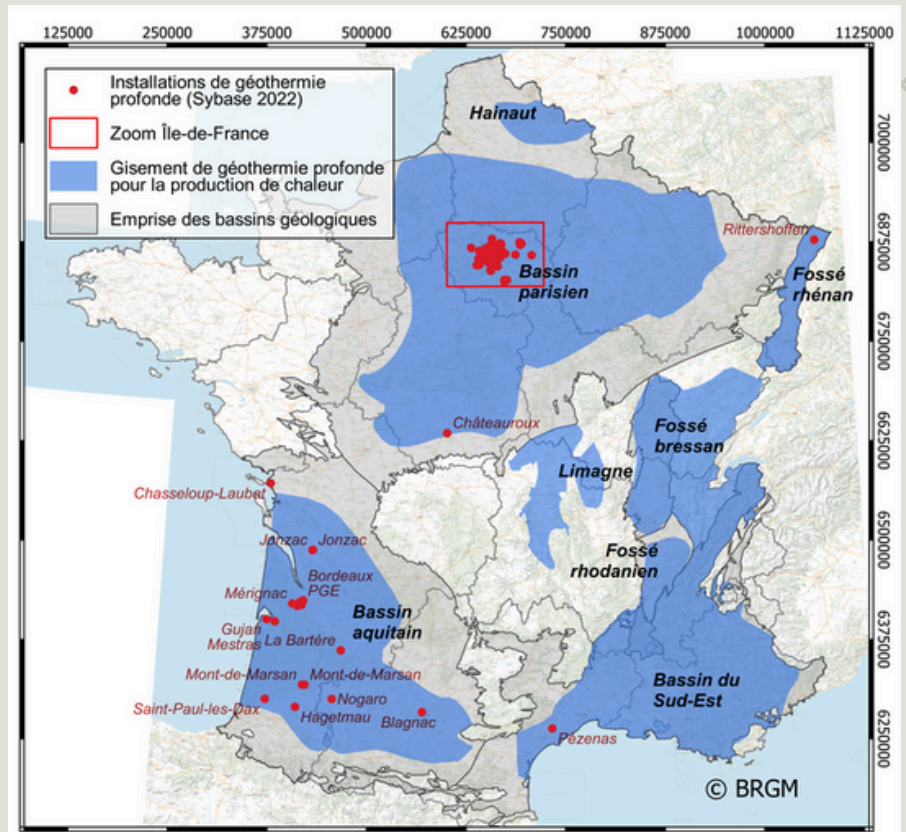 125000 250000 375000 500000 625000 750000 875000 1000000 1125000
Installations de géothermie
profonde (Sybase 2022)
Zoom Île-de-France
Gisement de géothermie profonde
pour la production de chaleur
Emprise des bassins géologiques
Hainaut
7000000
Rittershoffen
6875000
Bassin
parisien
Fossé
rhénan
6750000
Châteauroux
6625000
Fossé
bressan
Limagne
Chasseloup-Laubat
6500000
Jonzac Jonzac
Fossé
rhodanien
Bordeaux
PGE
Mérignac
Bassin
aquitain
Gujan
Mestras
La Bartère
6375000
Mont-de-Marsan Mont-de-Marsan
Bassin du
Sud-Est
Saint-Paul-les-Dax
Nogaro
Hagetmau
Blagnac
6250000
Pézenas
© BRGM